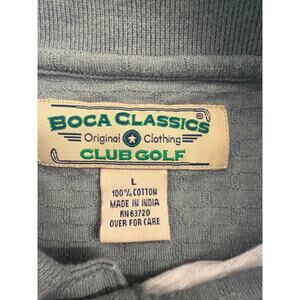 BOCA CLASSICS
Original Clothing
CLUB GOLF
L
100% COTTON
MADE IN INDIA
RN 63720
OVER FOR CARE